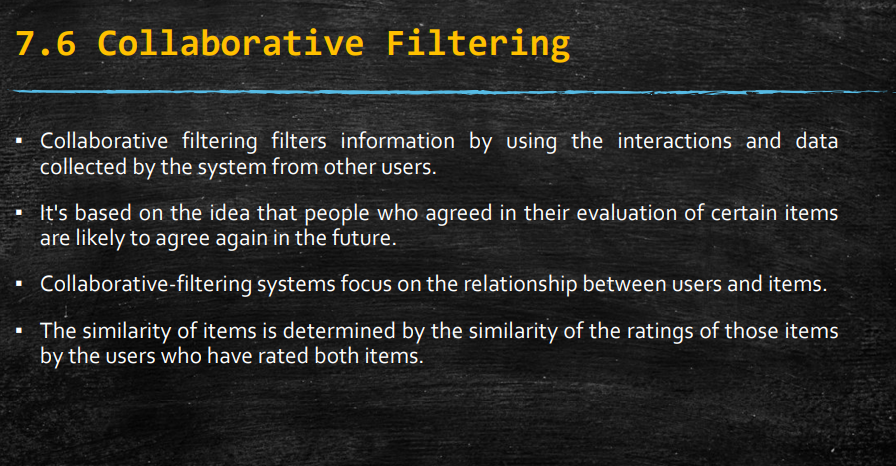 7.6 Collaborative Filtering
▪ Collaborative filtering filters information by using the interactions and data
collected by the system from other users.
▪ It's based on the idea that people who agreed in their evaluation of certain items
are likely to agree again in the future.
▪ Collaborative-filtering systems focus on the relationship between users and items.
▪ The similarity of items is determined by the similarity of the ratings of those items
by the users who have rated both items.